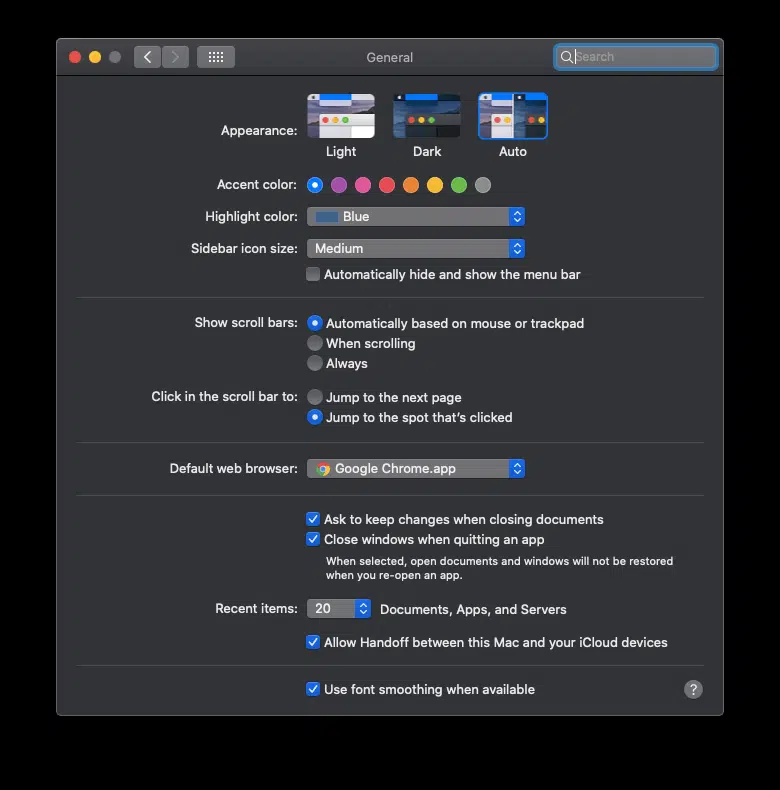 General
Search
Appearance:
Light
Dark
Auto
Accent color:
Highlight color: Blue
Sidebar icon size: Medium
Automatically hide and show the menu bar
Show scroll bars: Automatically based on mouse or trackpad
When scrolling
Always
Click in the scroll bar to: Jump to the next page
Jump to the spot that's clicked
Default web browser: Google Chrome.app
Ask to keep changes when closing documents
Close windows when quitting an app
When selected, open documents and windows will not be restored
when you re-open an app.
Recent items: 20 Documents, Apps, and Servers
Allow Handoff between this Mac and your iCloud devices
Use font smoothing when available
?